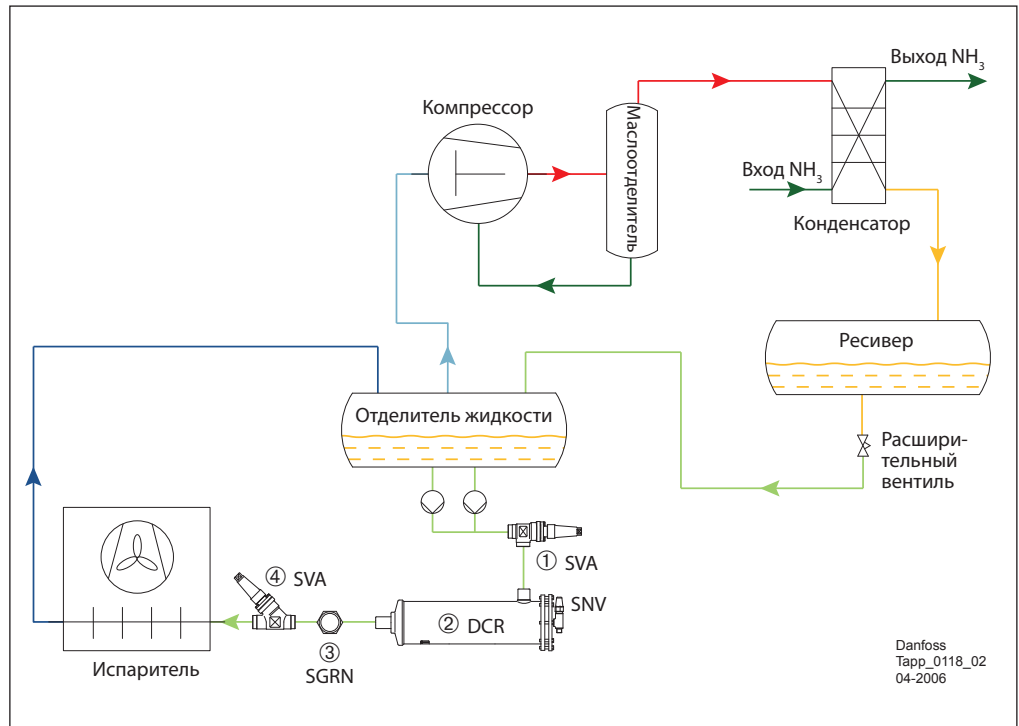 Выход NH3
Компрессор
Маслоотделитель
Вход NH3
Конденсатор
Ресивер
Отделитель жидкости
Расшири-
тельный
вентиль
① SVA
④ SVA
SNV
② DCR
③
SGRN
Испаритель
Danfoss
Tapp_0118_02
04-2006